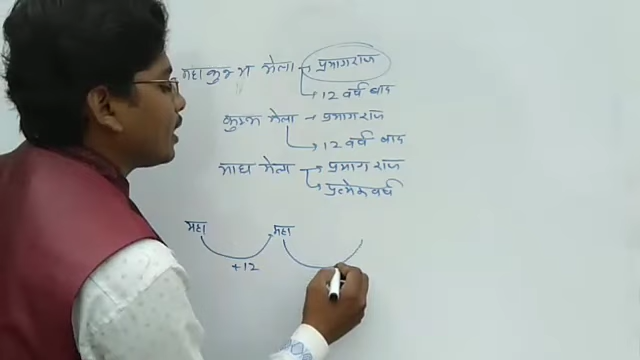 महाकुम्भ मेला → प्रयागराज
→ 12 वर्ष बाद
कुम्भ मेला → प्रयागराज
→ 12 वर्ष बाद
माघ मेला → प्रयागराज
→ प्रत्येक वर्ष
महा महा
+12